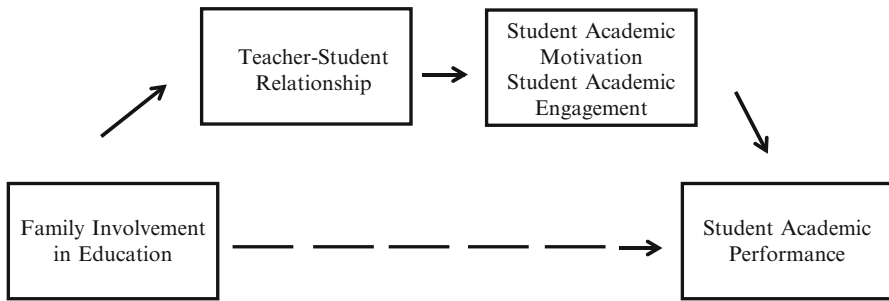 Teacher-Student
Relationship
Student Academic
Motivation
Student Academic
Engagement
Family Involvement
in Education
Student Academic
Performance